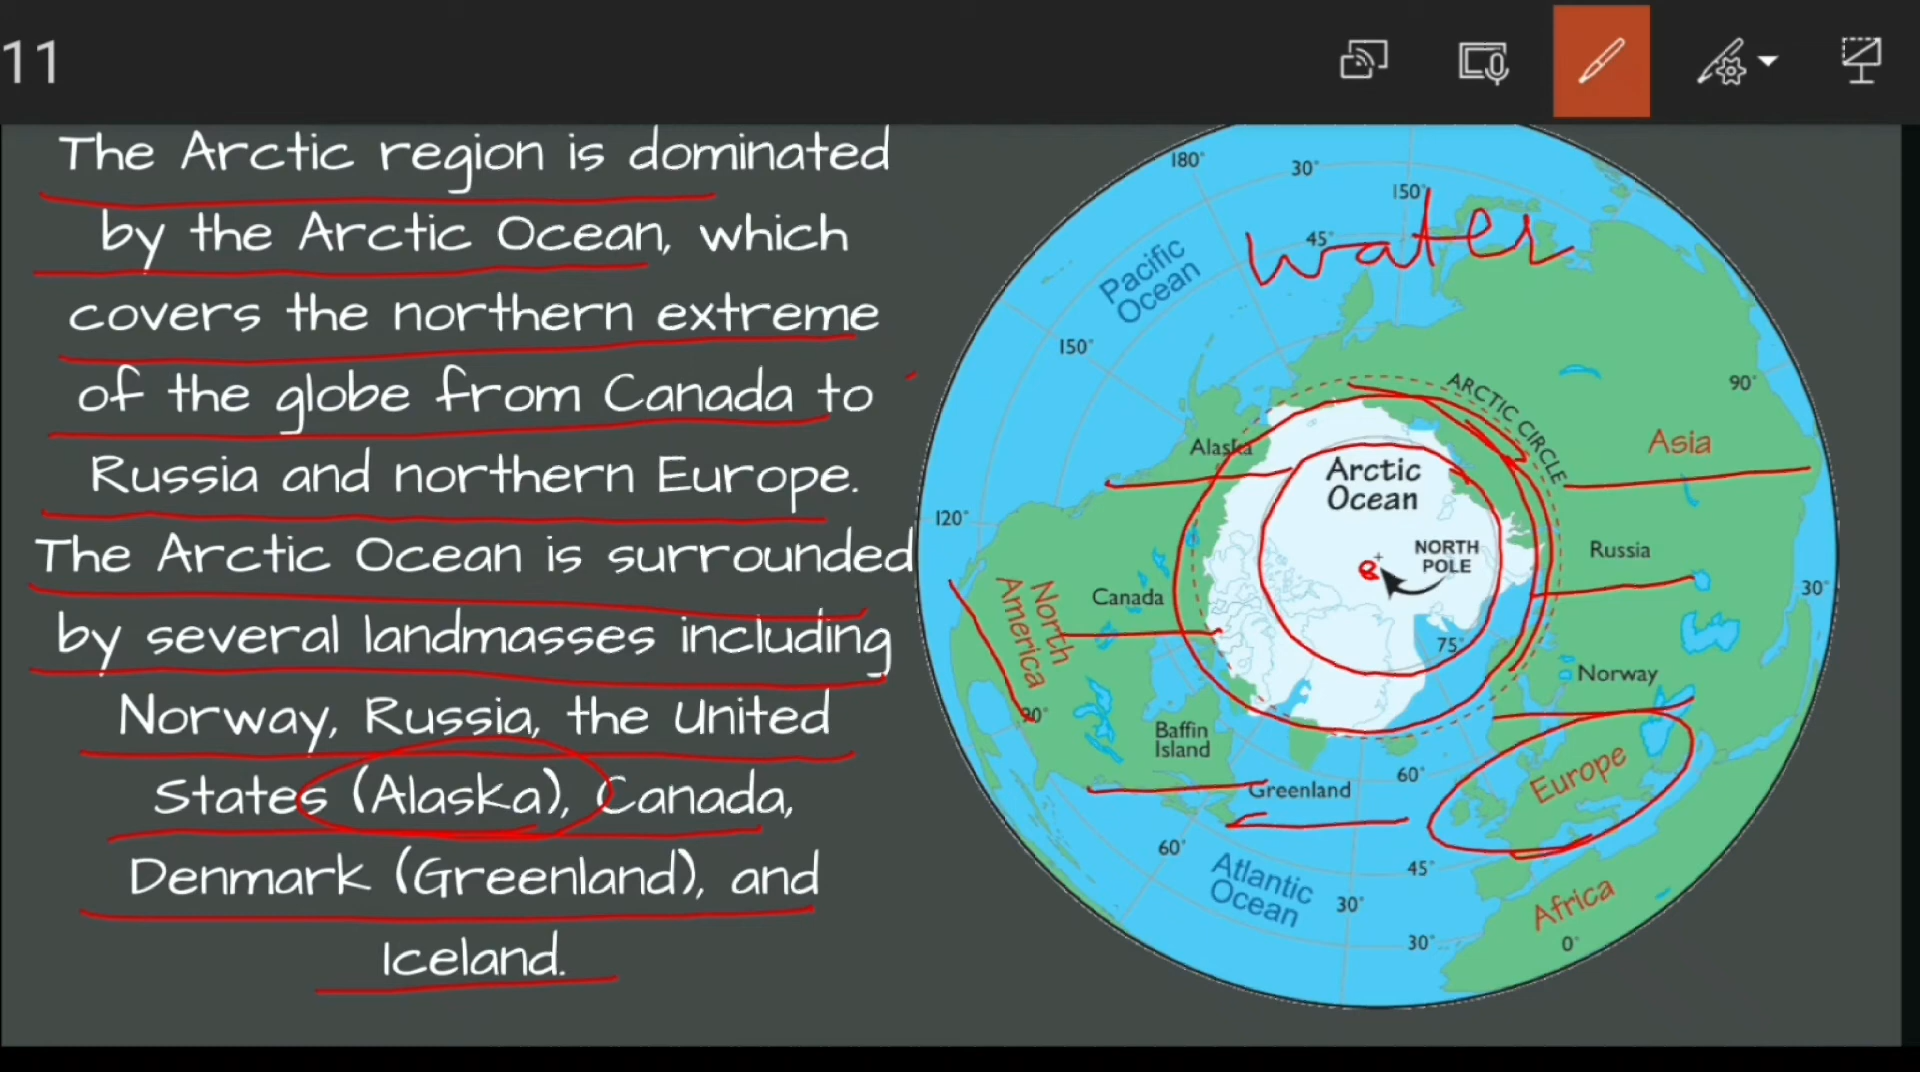 11
The Arctic region is dominated
by the Arctic Ocean, which
covers the northern extreme
of the globe from Canada to
Russia and northern Europe.
The Arctic Ocean is surrounded
by several landmasses including
Norway, Russia, the United
States (Alaska), Canada,
Denmark (Greenland), and
Iceland.
180°
30°
150°
water
45°
Pacific
Ocean
150°
90°
ARCTIC CIRCLE
Alaska
Asia
Arctic
Ocean
120°
NORTH
POLE
Russia
30°
Canada
North
America
75°
Norway
90°
Baffin
Island
Europe
60°
Greenland
60°
Atlantic
Ocean
45°
30°
Africa
30°
0°